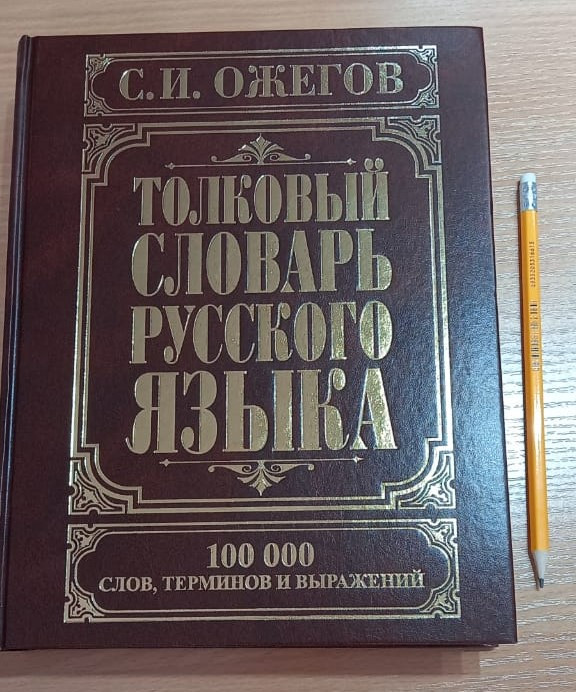 С. И. ОЖЕГОВ
ТОЛКОВЫЙ
СЛОВАРЬ
РУССКОГО
ЯЗЫКА
100 000
СЛОВ, ТЕРМИНОВ И ВЫРАЖЕНИЙ